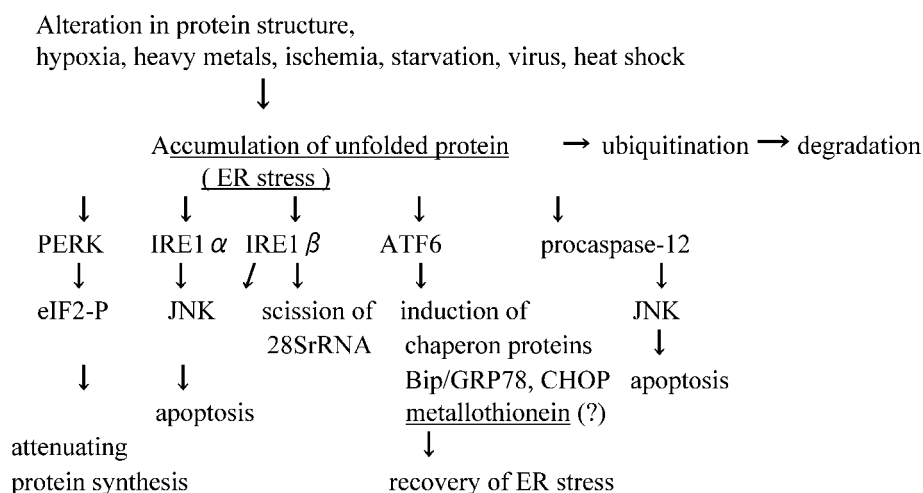 Alteration in protein structure,
hypoxia, heavy metals, ischemia, starvation, virus, heat shock
↓
Accumulation of unfolded protein → ubiquitination → degradation
( ER stress )
↓ ↓ ↓ ↓ ↓
PERK IRE1α IRE1β ATF6 procaspase-12
↓ ↓ ↙ ↓ ↓ ↓
eIF2-P JNK scission of induction of JNK
28SrRNA chaperon proteins ↓
↓ ↓ Bip/GRP78, CHOP apoptosis
apoptosis metallothionein (?)
attenuating ↓
protein synthesis recovery of ER stress